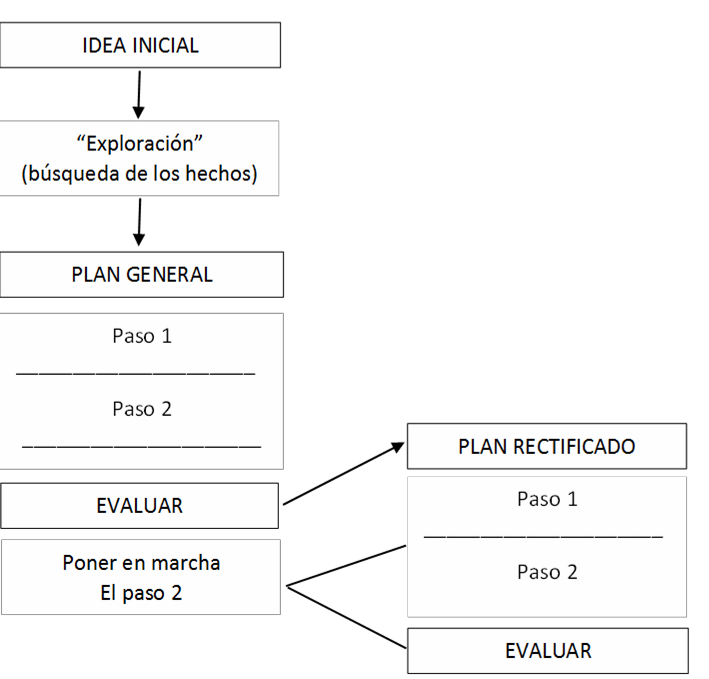 IDEA INICIAL
“Exploración”
(búsqueda de los hechos)
PLAN GENERAL
Paso 1
Paso 2
EVALUAR
Poner en marcha
El paso 2
PLAN RECTIFICADO
Paso 1
Paso 2
EVALUAR